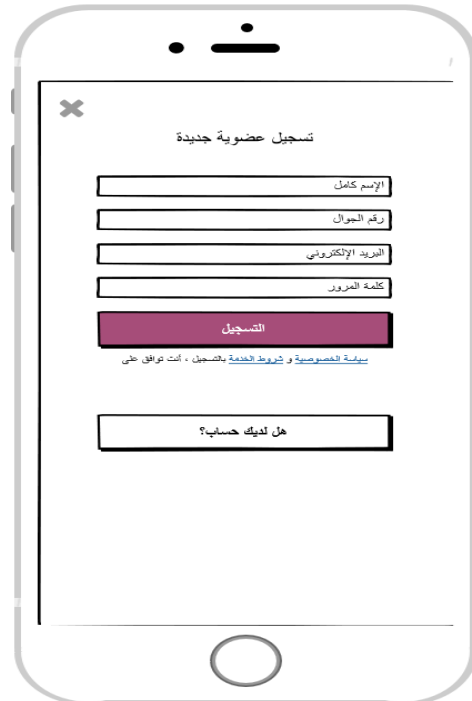 تسجيل عضوية جديدة
الإسم كامل
رقم الجوال
البريد الإلكتروني
كلمة المرور
التسجيل
سياسة الخصوصية و شروط الخدمة بالتسجيل ، أنت توافق على
هل لديك حساب؟